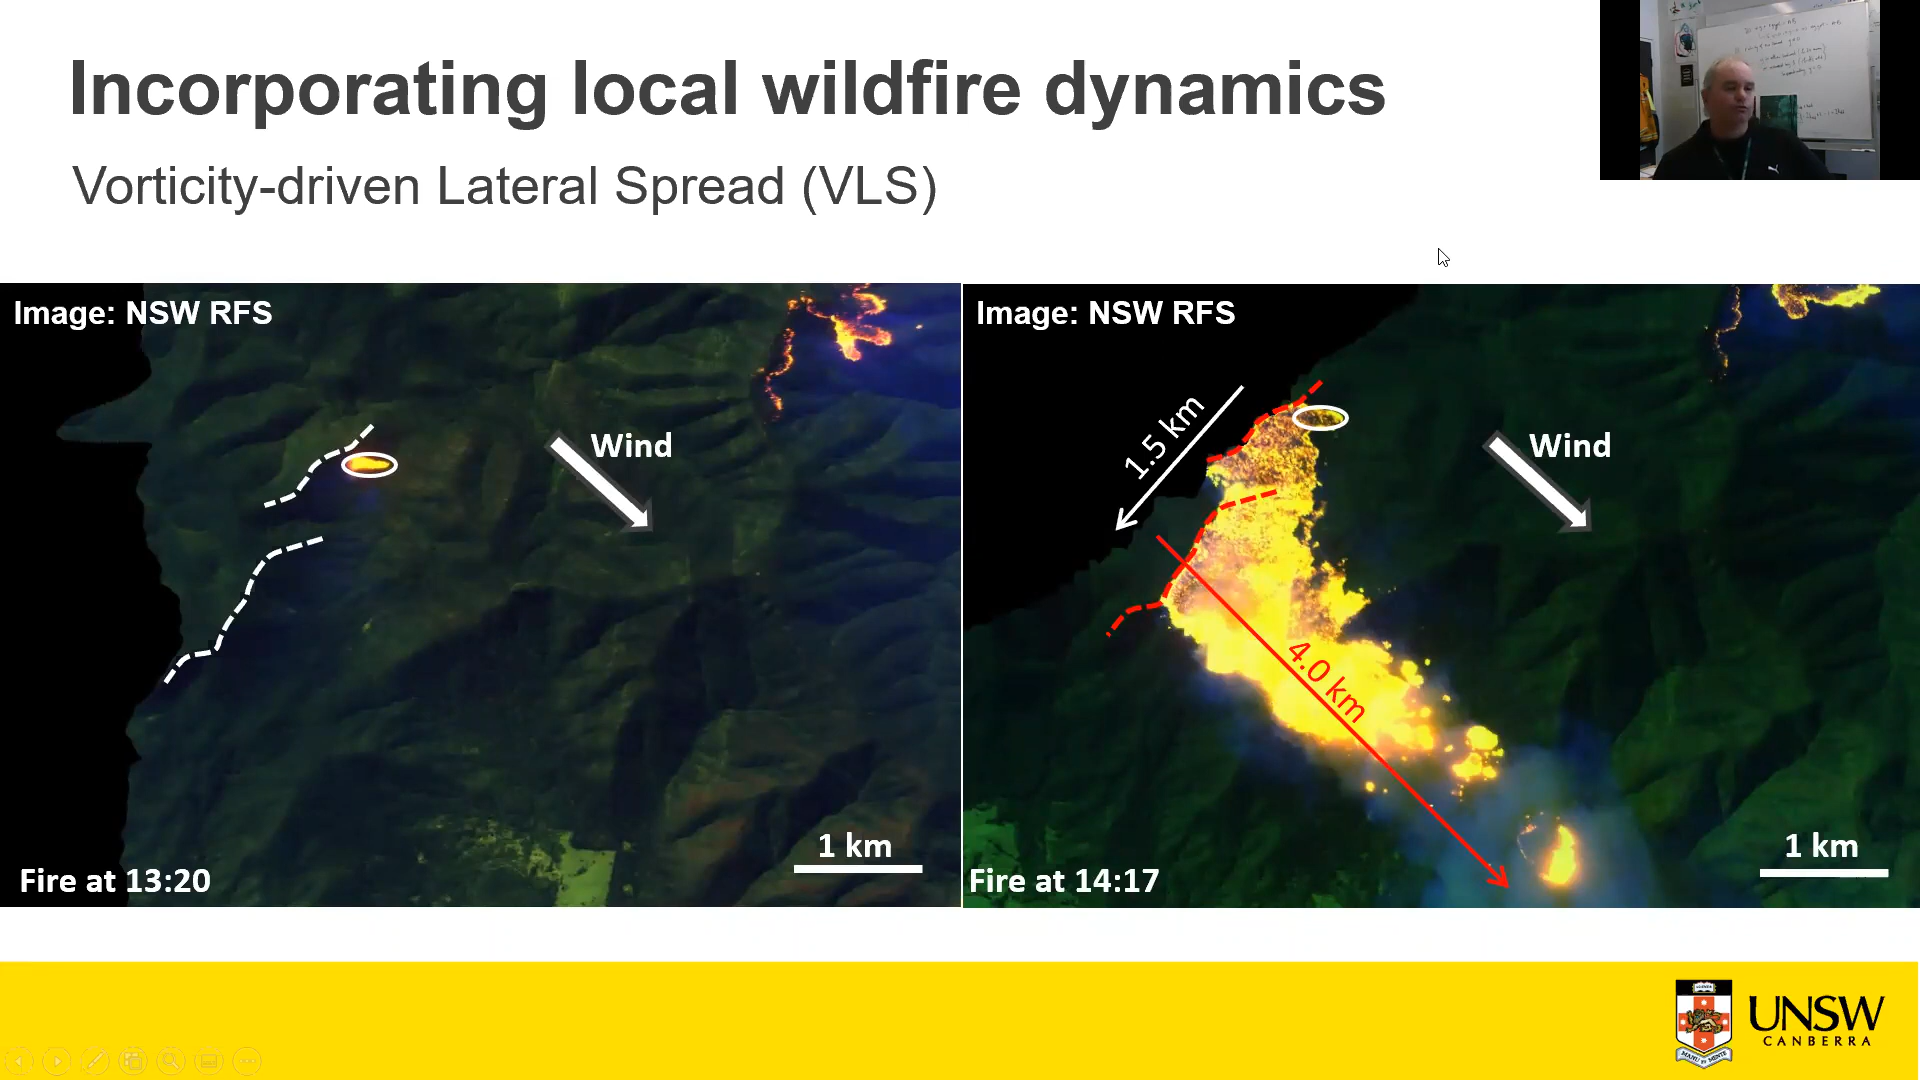 Incorporating local wildfire dynamics
Vorticity-driven Lateral Spread (VLS)
Image: NSW RFS
Wind
1 km
Fire at 13:20
Image: NSW RFS
1.5 km
Wind
4.0 km
1 km
Fire at 14:17
UNSW
CANBERRA